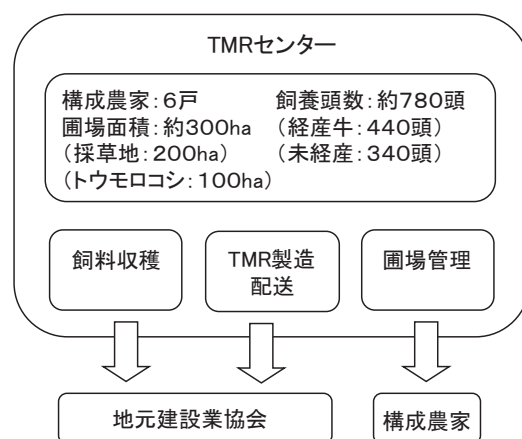 TMRセンター
構成農家：6戸 飼養頭数：約780頭
圃場面積：約300ha （経産牛：440頭）
（採草地：200ha） （未経産：340頭）
（トウモロコシ：100ha）
飼料収穫 TMR製造 圃場管理
配送
地元建設業協会 構成農家